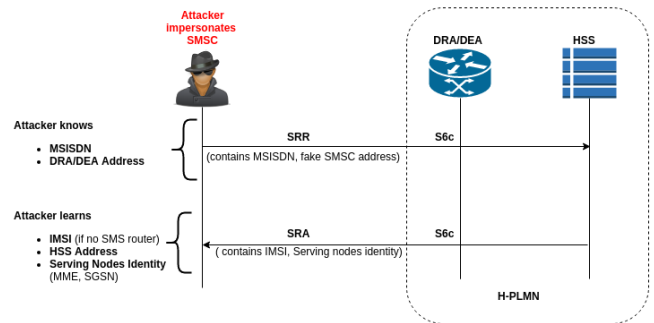 Attacker
impersonates
SMSC
DRA/DEA
HSS
Attacker knows
• MSISDN
• DRA/DEA Address
SRR
S6c
(contains MSISDN, fake SMSC address)
Attacker learns
• IMSI (if no SMS router)
• HSS Address
• Serving Nodes Identity
(MME, SGSN)
SRA
S6c
( contains IMSI, Serving nodes identity)
H-PLMN